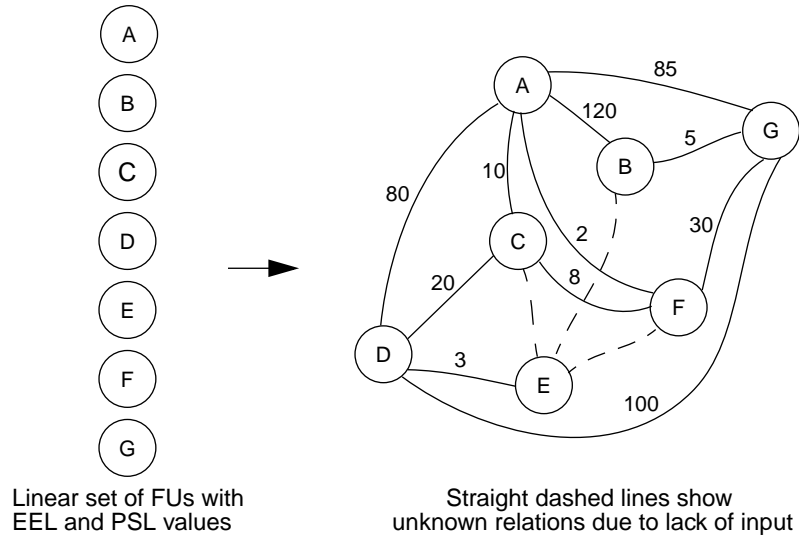 A
B
C
D
E
F
G
A
85
120
G
5
B
10
80
30
C
2
8
20
F
D
3
E
100
Linear set of FUs with
EEL and PSL values
Straight dashed lines show
unknown relations due to lack of input